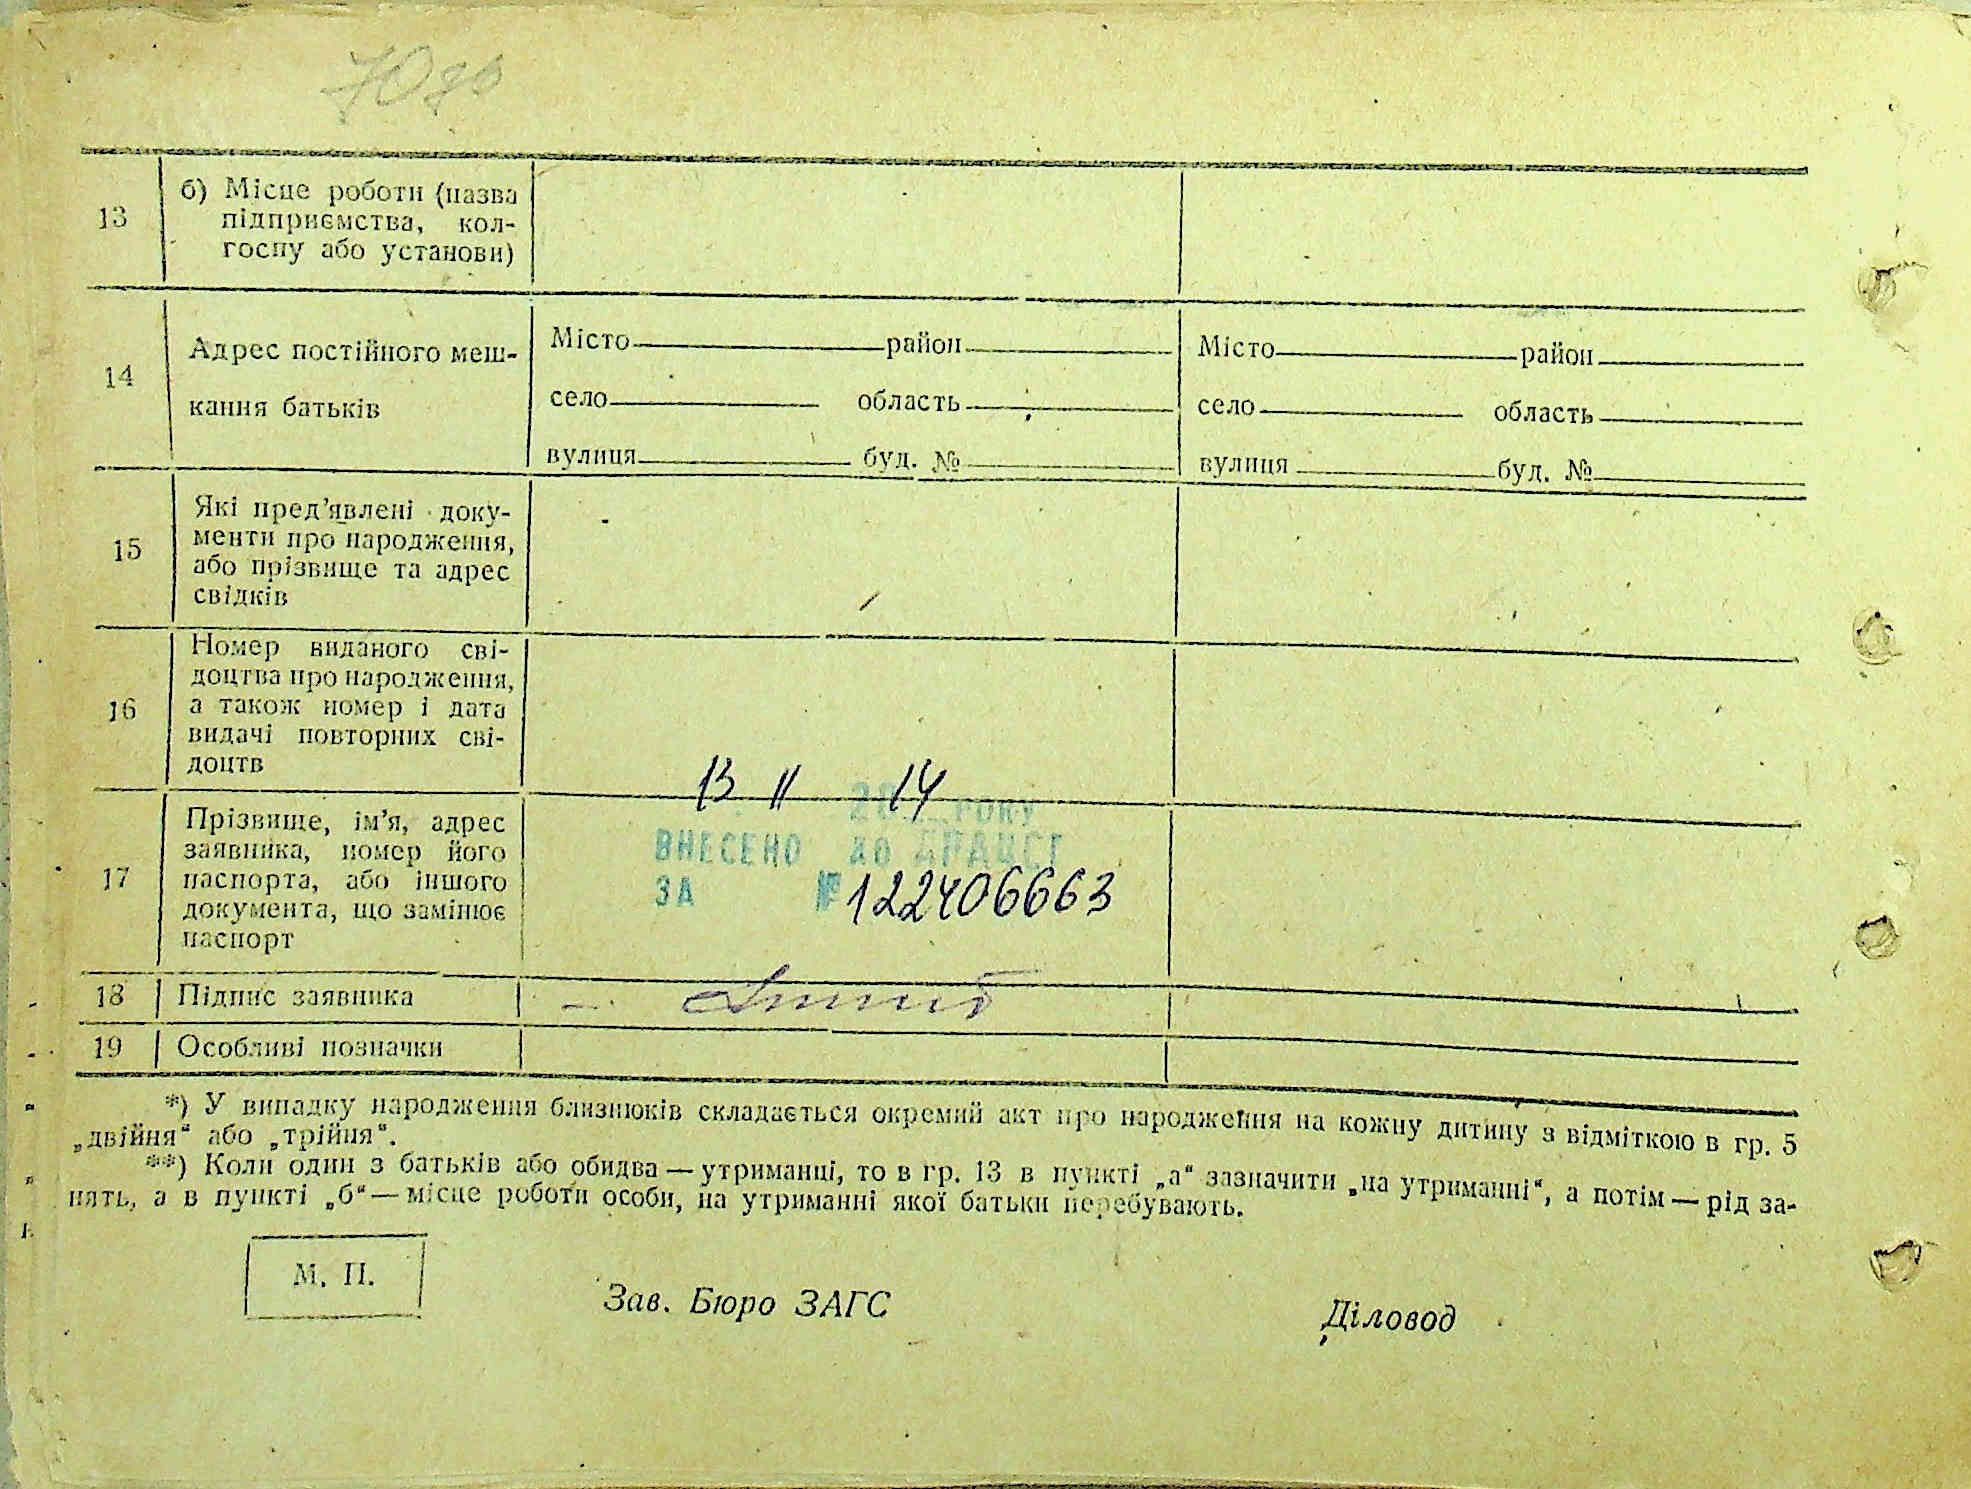 13
б) Місце роботи (назва
підприємства, кол-
госпу або установи)
14
Адрес постійного меш-
кання батьків
Місто район
село область
вулиця буд. №
Місто район
село область
вулиця буд. №
15
Які пред'явлені доку-
менти про народження,
або прізвище та адрес
свідків
16
Номер виданого сві-
доцтва про народження,
а також номер і дата
видачі повторних сві-
доцтв
17
Прізвище, ім'я, адрес
заявника, номер його
паспорта, або іншого
документа, що замінює
паспорт
13 II 2014 РОКУ
ВНЕСЕНО до ДРАЦСГ
ЗА № 122406663
18
Підпис заявника
19
Особливі позначки
*) У випадку народження близнюків складається окремий акт про народження на кожну дитину з відміткою в гр. 5
„двійня“ або „трійня“.
**) Коли один з батьків або обидва — утриманці, то в гр. 13 в пункті „а“ зазначити „на утриманні“, а потім — рід за-
нять, а в пункті „б“ — місце роботи особи, на утриманні якої батьки перебувають.
М. П.
Зав. Бюро ЗАГС
Діловод